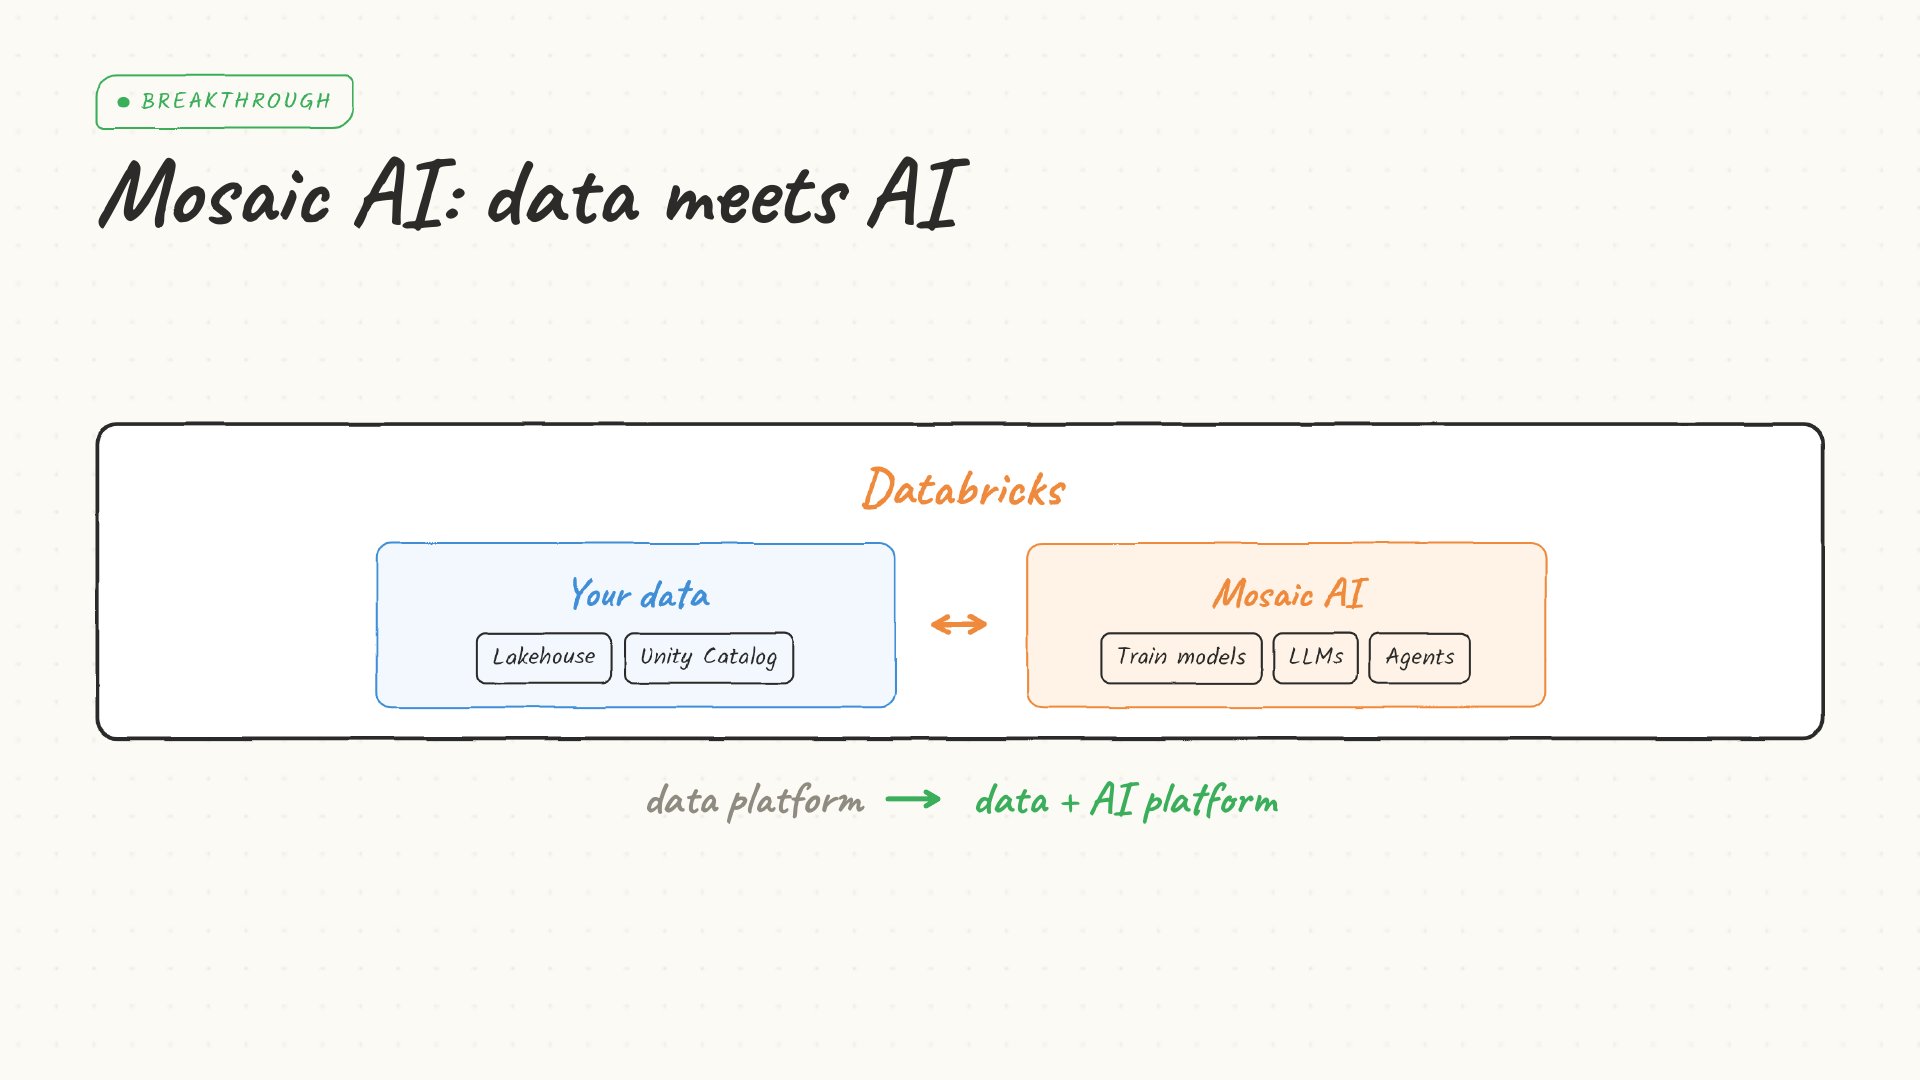 BREAKTHROUGH
Mosaic AI: data meets AI
Databricks
Your data
Lakehouse
Unity Catalog
Mosaic AI
Train models
LLMs
Agents
data platform → data + AI platform